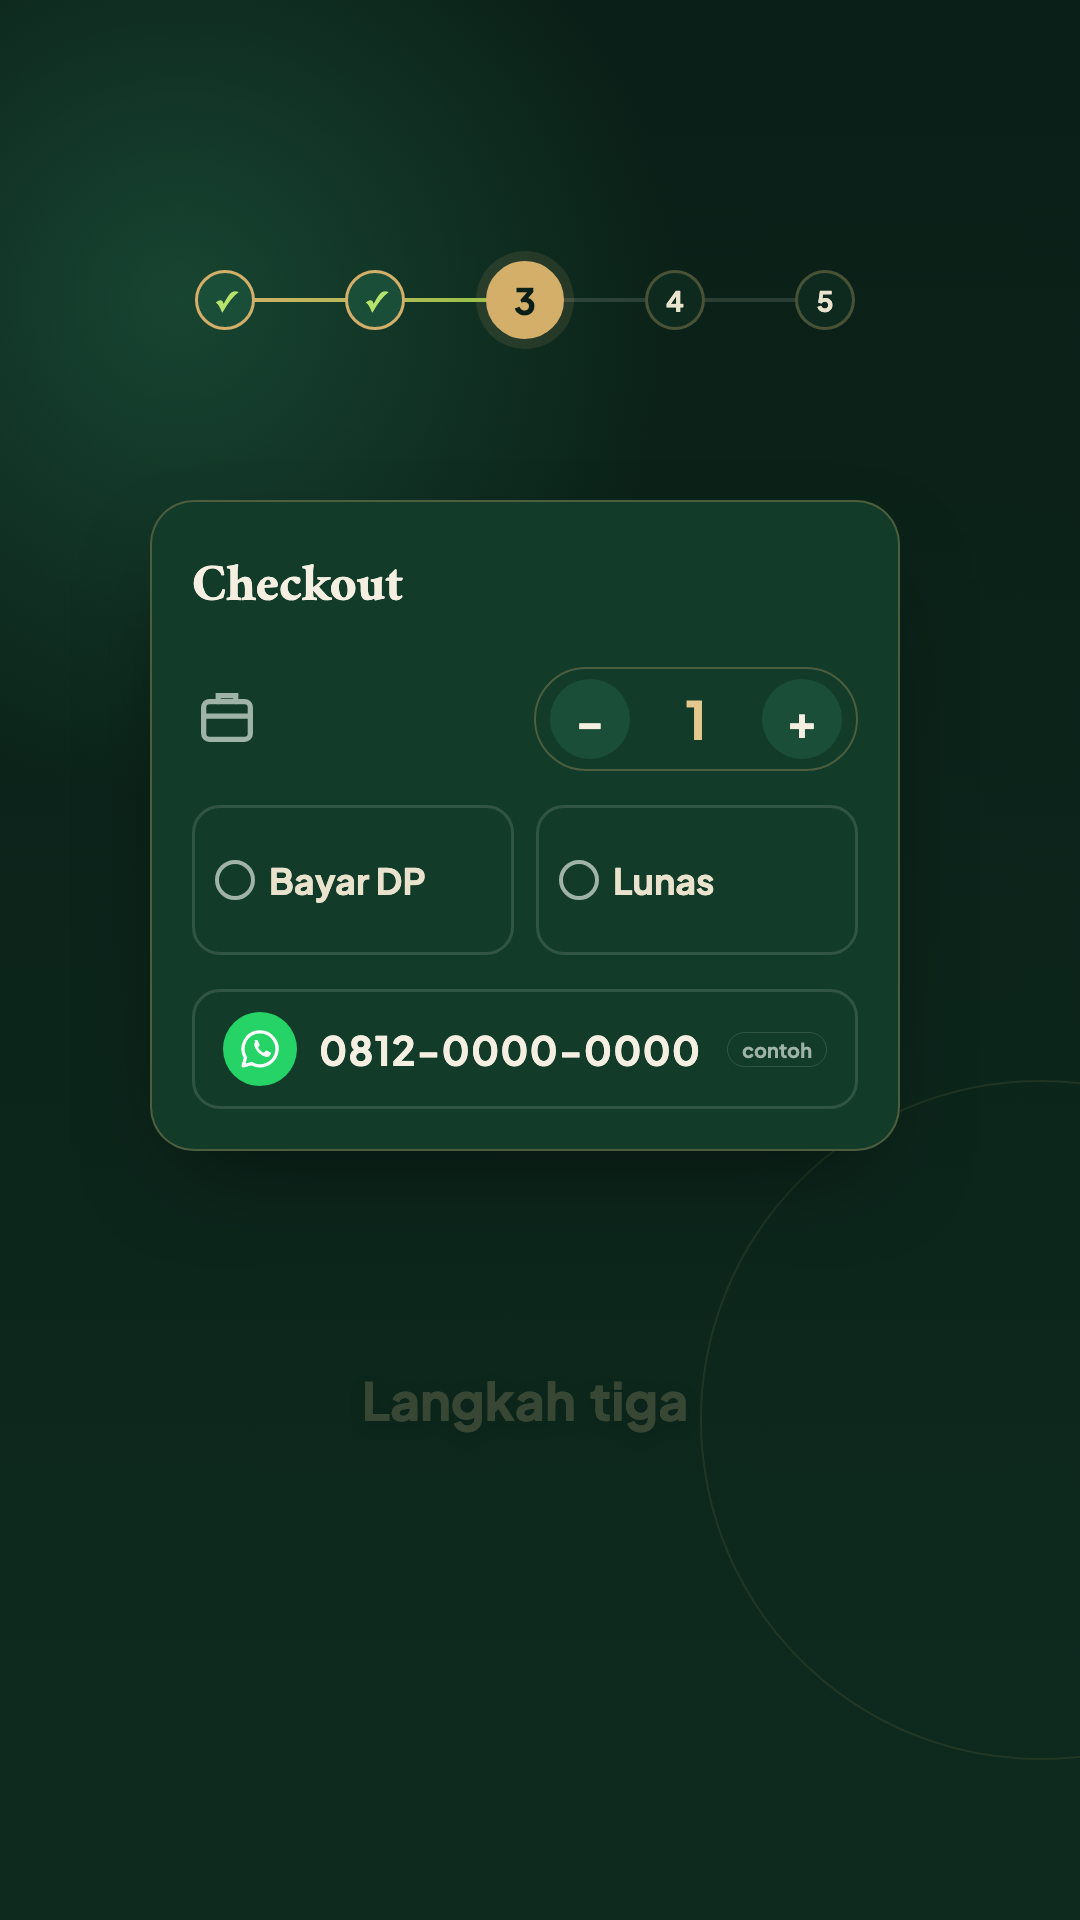 ✓ ✓ 3 4 5
Checkout
− 1 +
Bayar DP
Lunas
0812-0000-0000 contoh
Langkah tiga